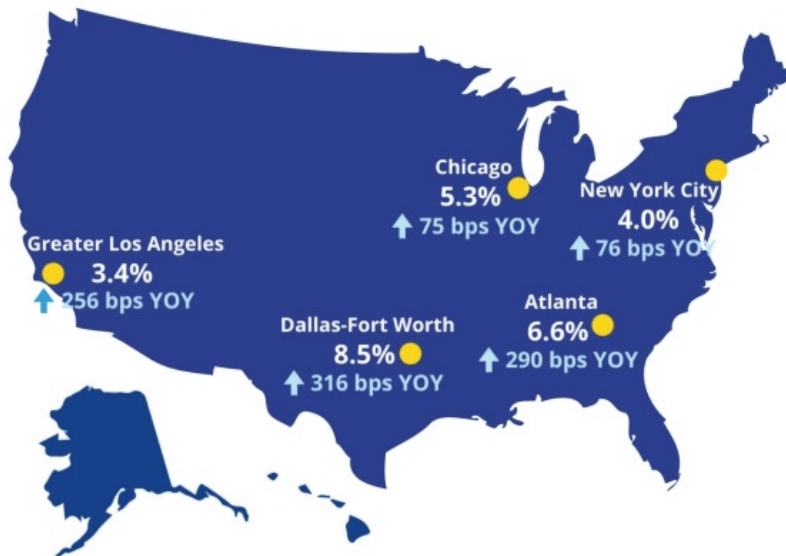 Chicago
5.3%
75 bps YOY
New York City
4.0%
76 bps YOY
Greater Los Angeles
3.4%
256 bps YOY
Dallas-Fort Worth
8.5%
316 bps YOY
Atlanta
6.6%
290 bps YOY